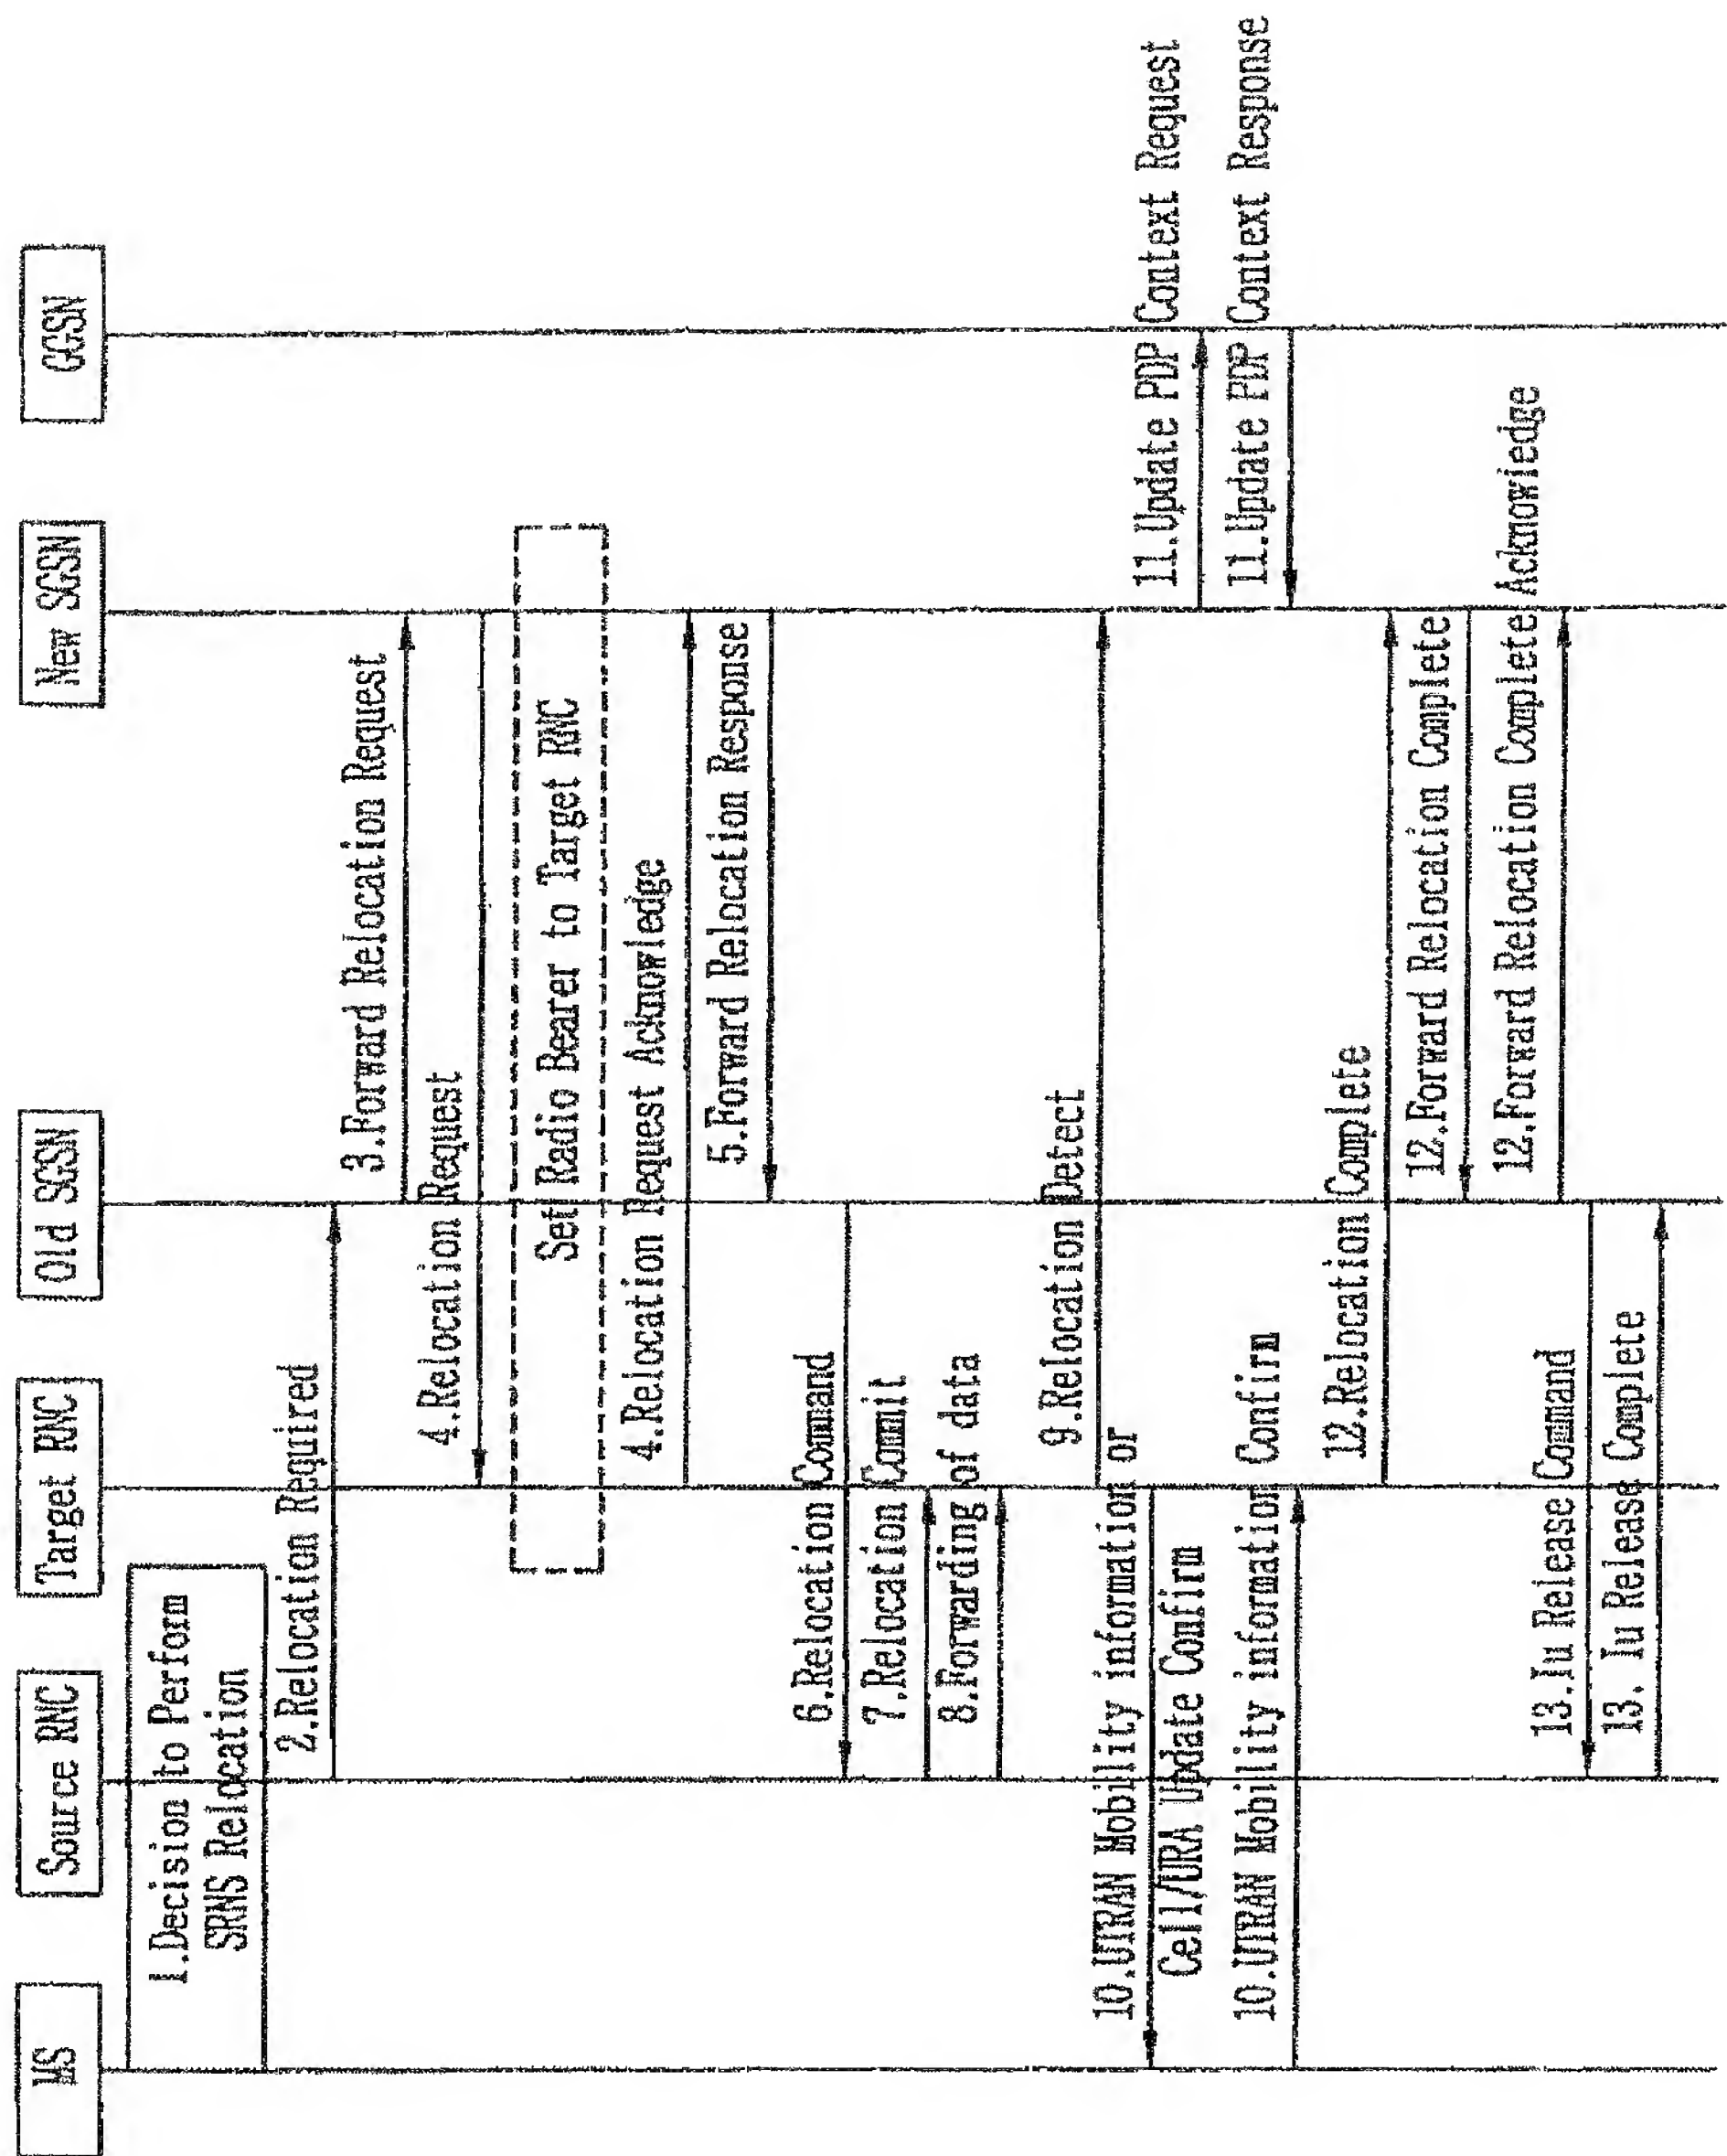 MS
Source RNC
Target RNC
Old SGSN
New SGSN
GGSN
1.Decision to Perform
SRNS Relocation
2.Relocation Required
3.Forward Relocation Request
4.Relocation Request
Set Radio Bearer to Target RNC
4.Relocation Request Acknowledge
5.Forward Relocation Response
6.Relocation Command
7.Relocation Commit
8.Forwarding of data
9.Relocation Detect
10.UTRAN Mobility information or
Cell/URA Update Confirm
10.UTRAN Mobility information Confirm
11.Update PDP Context Request
11.Update PDP Context Response
12.Relocation Complete
12.Forward Relocation Complete
12.Forward Relocation Complete Acknowiedge
13.Iu Release Command
13. Iu Release Complete